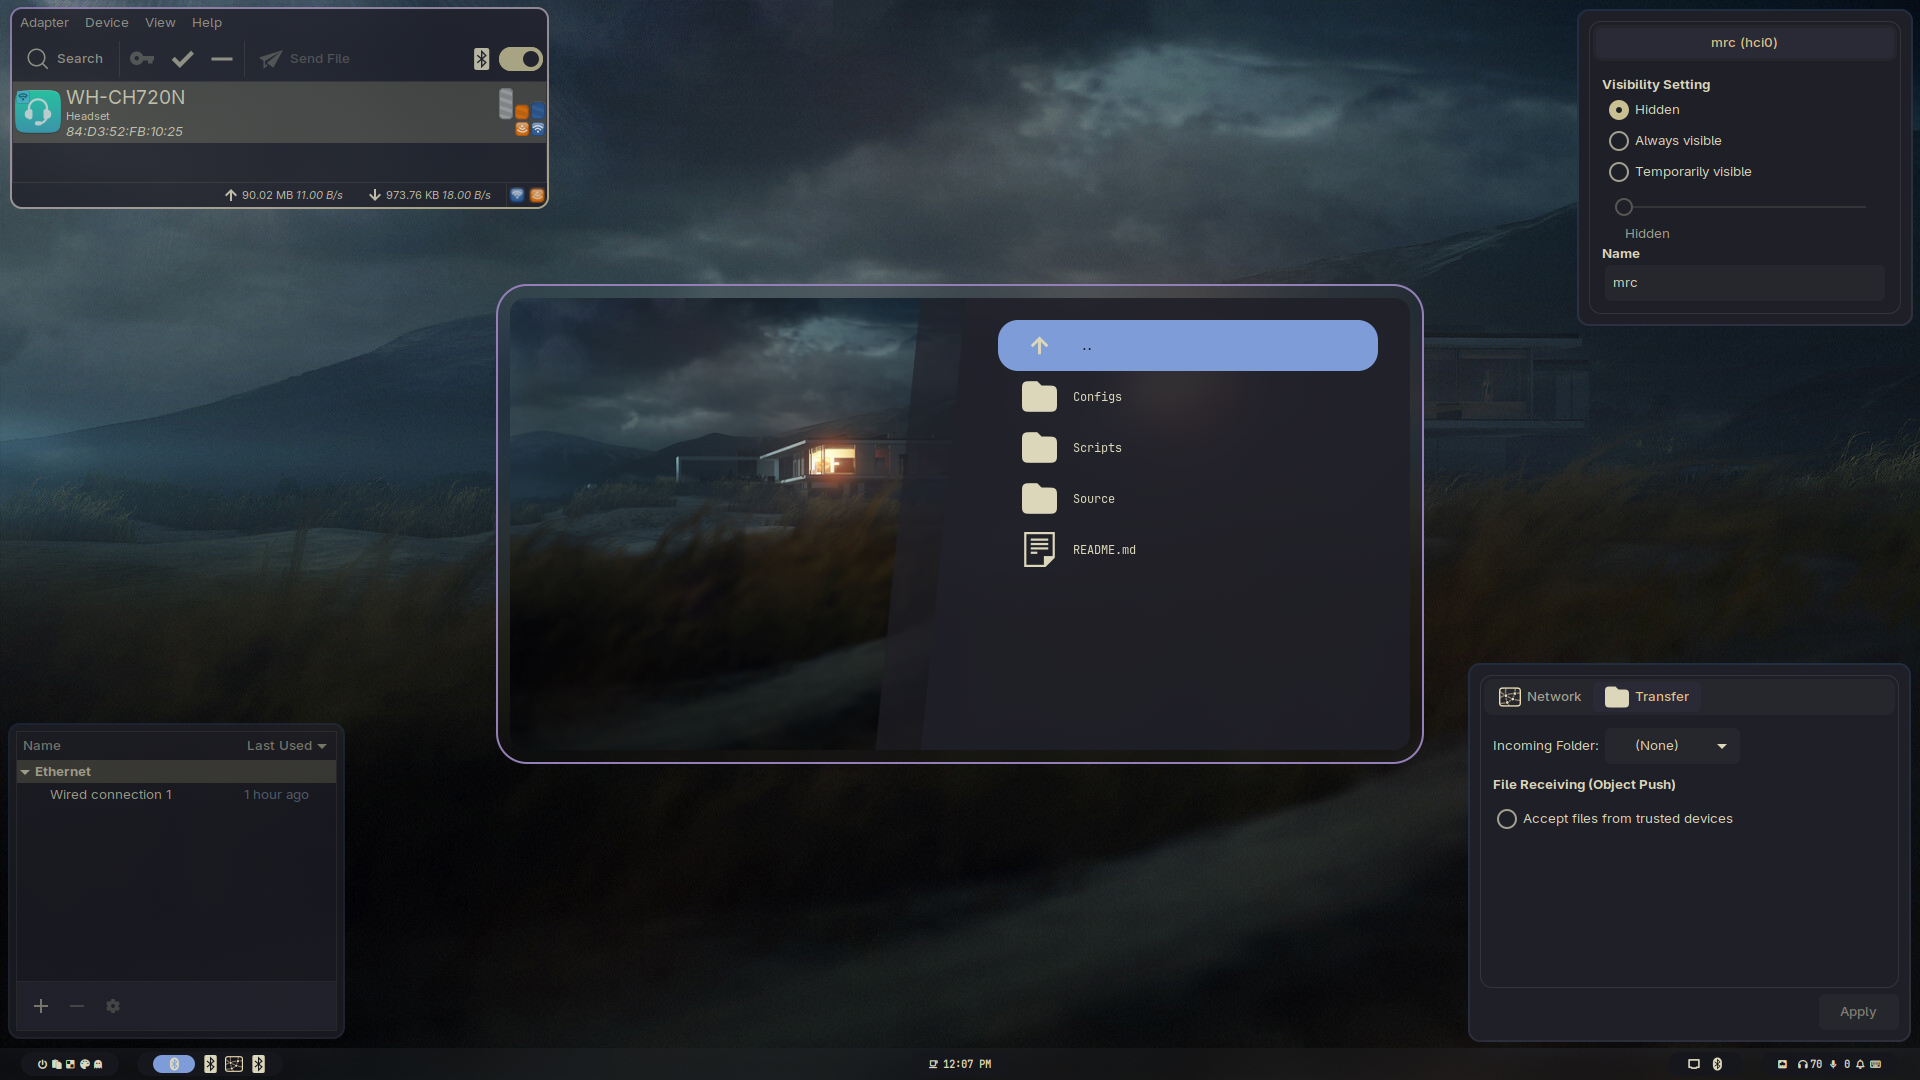 Adapter Device View Help
Search Send File
WH-CH720N
Headset
84:D3:52:FB:10:25
90.02 MB 11.00 B/s 973.76 KB 18.00 B/s
mrc (hci0)
Visibility Setting
Hidden
Always visible
Temporarily visible
Hidden
Name
mrc
..
Configs
Scripts
Source
README.md
Name Last Used
Ethernet
Wired connection 1 1 hour ago
Network Transfer
Incoming Folder: (None)
File Receiving (Object Push)
Accept files from trusted devices
Apply
12:07 PM
70 0